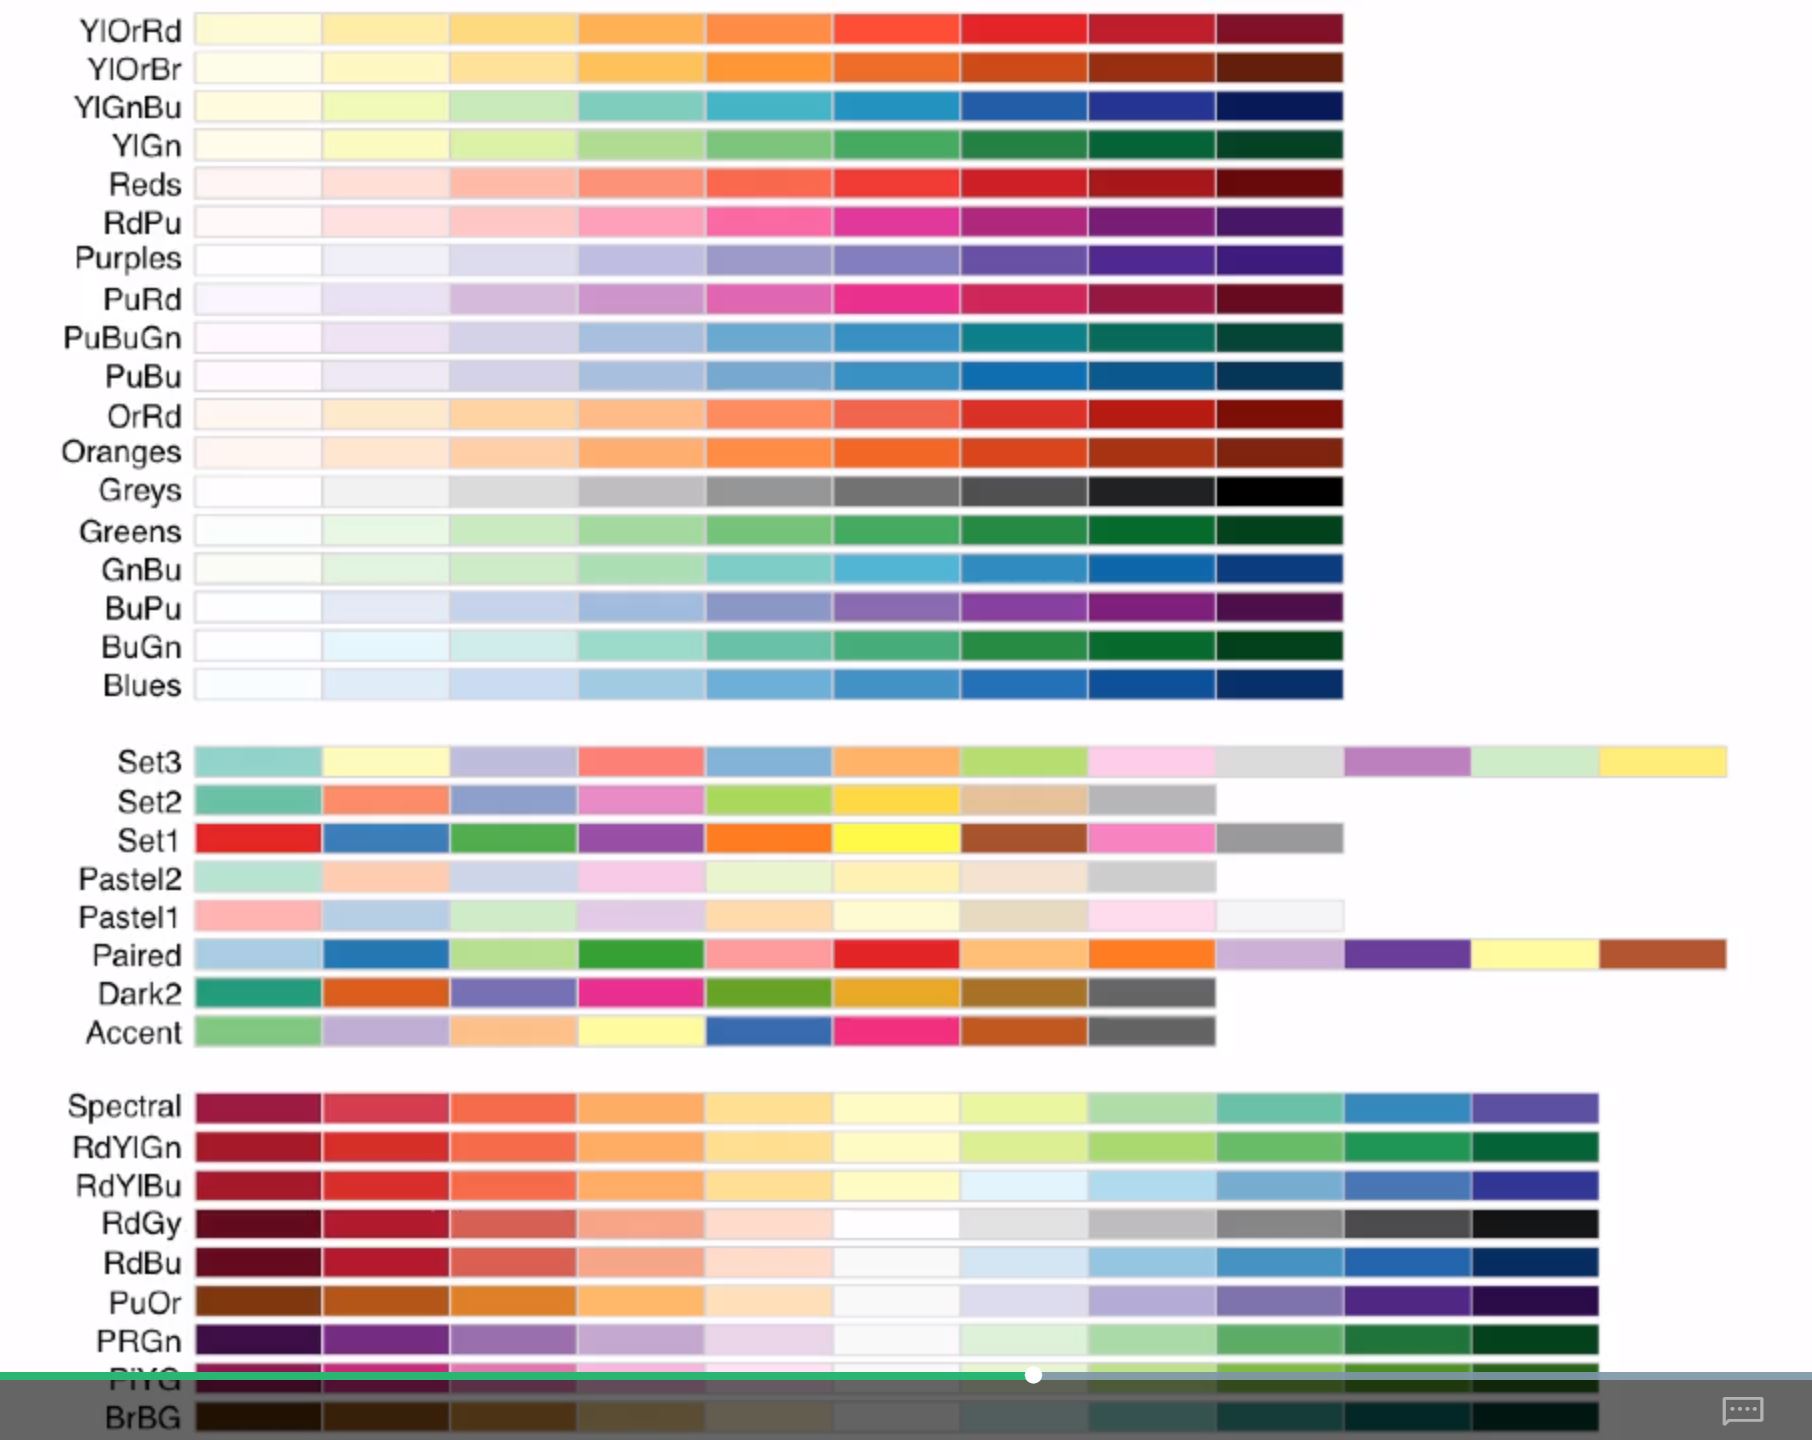 YlOrRd
YlOrBr
YlGnBu
YlGn
Reds
RdPu
Purples
PuRd
PuBuGn
PuBu
OrRd
Oranges
Greys
Greens
GnBu
BuPu
BuGn
Blues
Set3
Set2
Set1
Pastel2
Pastel1
Paired
Dark2
Accent
Spectral
RdYlGn
RdYlBu
RdGy
RdBu
PuOr
PRGn
PiYG
BrBG